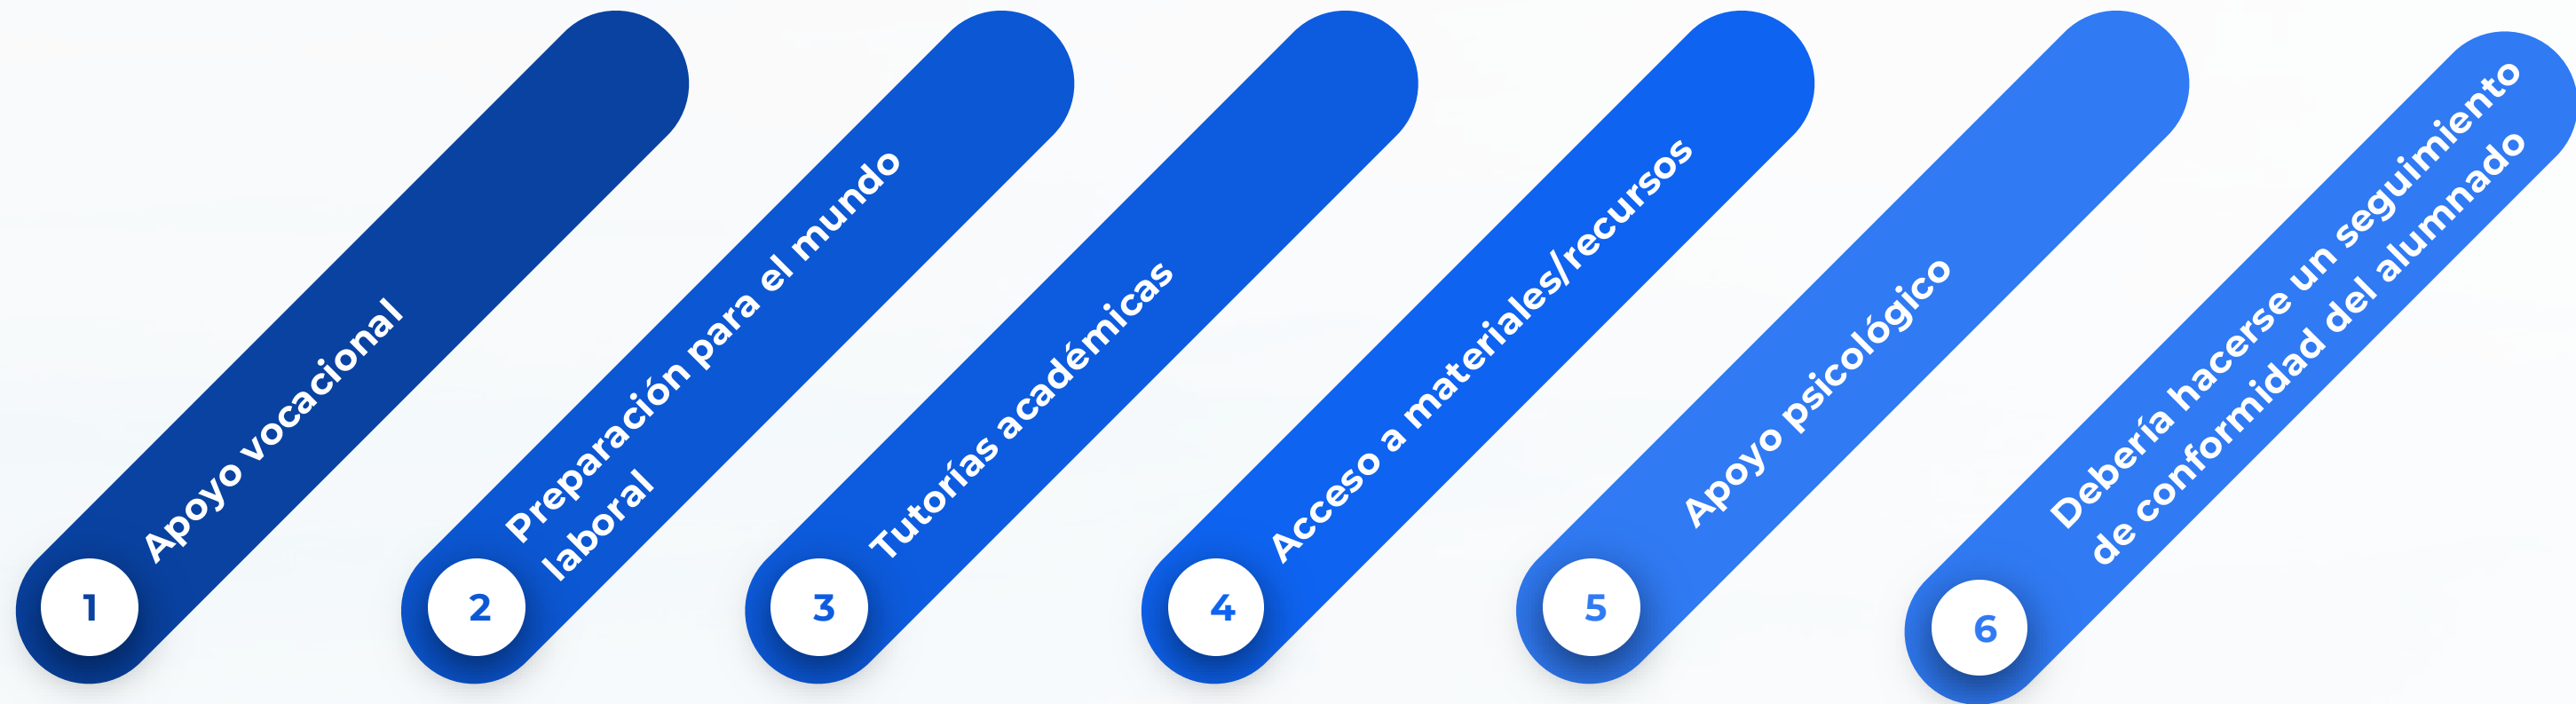 1
Apoyo vocacional
2
Preparación para el mundo
laboral
3
Tutorías académicas
4
Acceso a materiales/recursos
5
Apoyo psicológico
6
Debería hacerse un seguimiento
de conformidad del alumnado